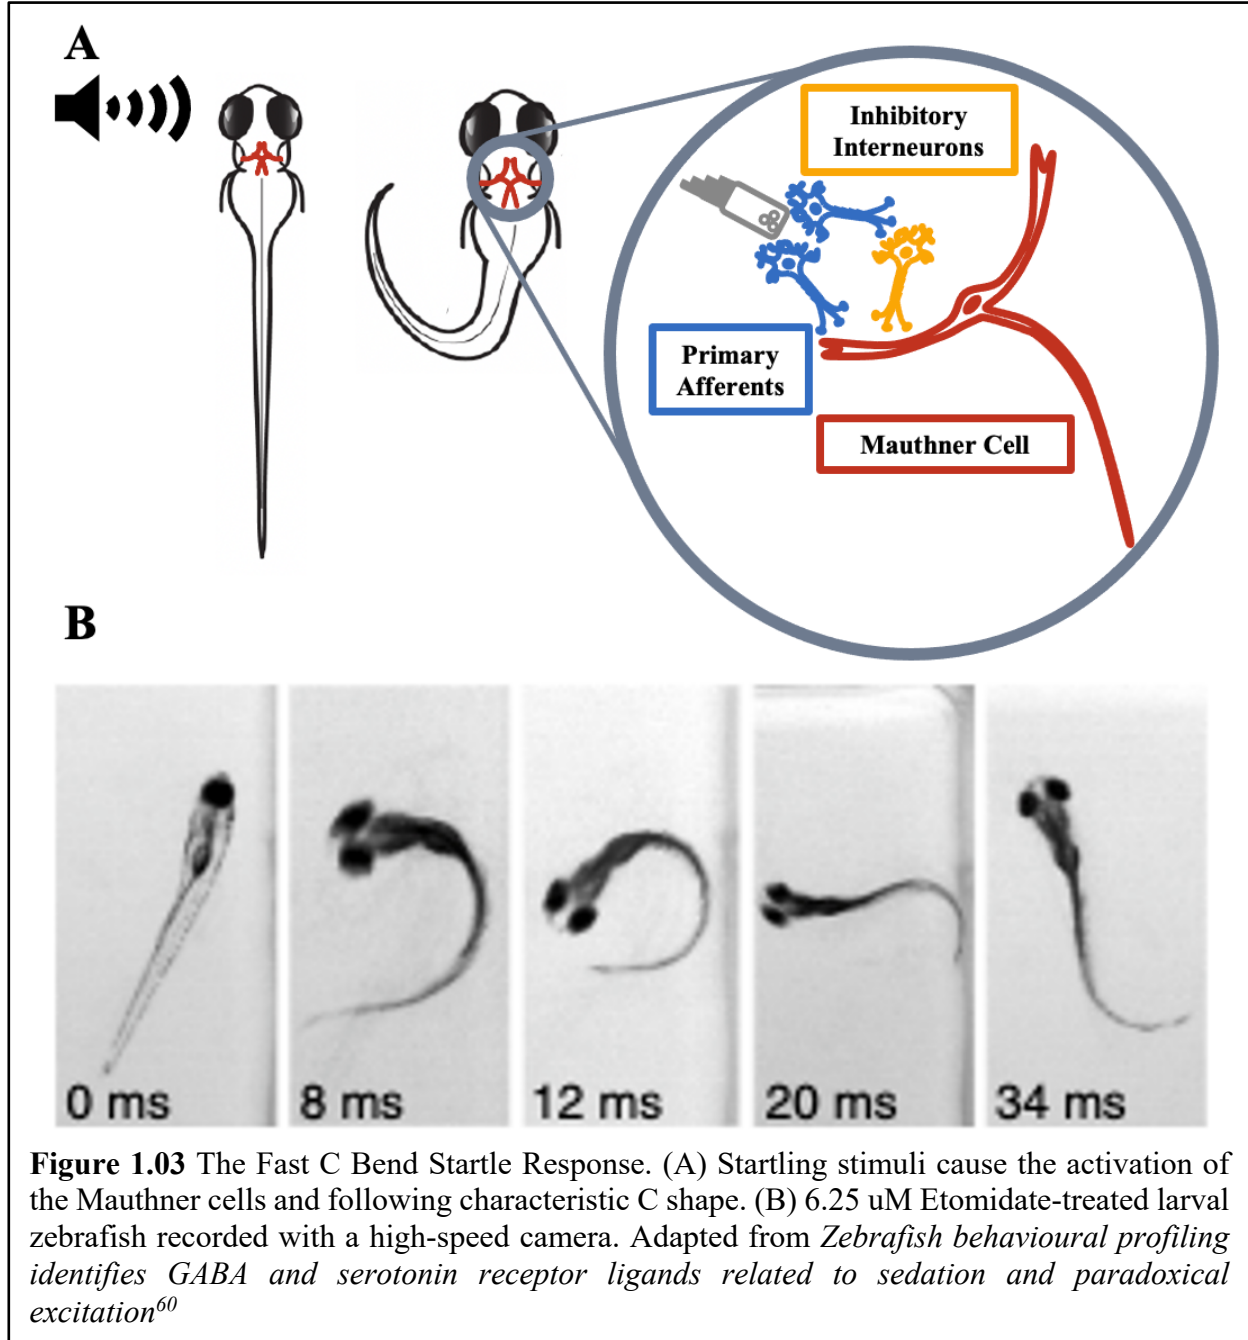 A
Inhibitory
Interneurons
Primary
Afferents
Mauthner Cell
B
0 ms
8 ms
12 ms
20 ms
34 ms
Figure 1.03 The Fast C Bend Startle Response. (A) Startling stimuli cause the activation of
the Mauthner cells and following characteristic C shape. (B) 6.25 uM Etomidate-treated larval
zebrafish recorded with a high-speed camera. Adapted from Zebrafish behavioural profiling
identifies GABA and serotonin receptor ligands related to sedation and paradoxical
excitation60